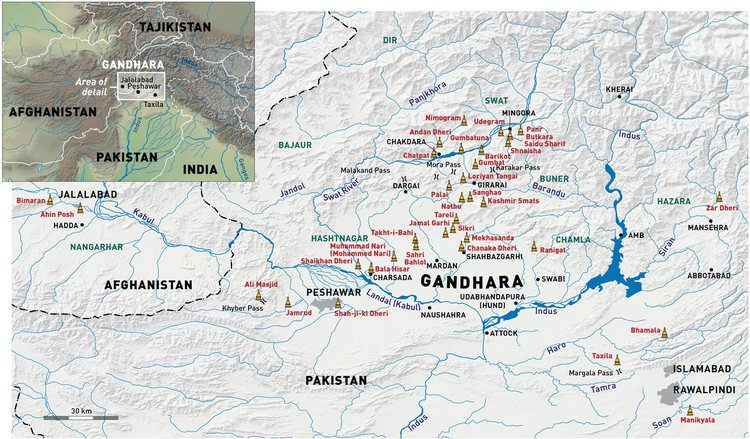 TAJIKISTAN
Indus
GANDHARA
Area of
detail
Jalalabad
Peshawar
Taxila
AFGHANISTAN
Indus
PAKISTAN
INDIA
Ganges
DIR
KHERAI
Panjkhora
SWAT
MINGORA
Nimogram
Udegram
Panr
Butkara
Saidu Sharif
Shnaisha
Indus
Andan Dheri
Gumbatuna
BAJAUR
CHAKDARA
Chatpat
Barikot
Gumbat
Mora Pass
Karakar Pass
Malakand Pass
Loriyan Tangai
BUNER
Jandol
Swat River
DARGAI
GIRARAI
Barandu
Palai
Sanghao
Nathu
Kashmir Smats
JALALABAD
Bimaran
Ahin Posh
HADDA
Kabul
NANGARHAR
HAZARA
Zar Dheri
MANSEHRA
Siran
Tareli
Jamal Garhi
Sikri
HASHTNAGAR
Takht-i-Bahi
Mekhasanda
CHAMLA
AMB
Muhammad Nari
(Mohammed Nari)
Chanaka Dheri
Ranigat
Shaikhan Dheri
Sahri
Bahlol
SHAHBAZGARHI
Bala Hisar
MARDAN
CHARSADA
ABBOTABAD
AFGHANISTAN
Ali Masjid
Khyber Pass
PESHAWAR
GANDHARA
SWABI
Jamrud
Shah-ji-ki Dheri
Landai (Kabul)
NAUSHAHRA
UDABHANDAPURA
(HUND)
Indus
ATTOCK
Bhamala
Haro
Taxila
Margala Pass
ISLAMABAD
PAKISTAN
Tamra
RAWALPINDI
Manikyala
30 km
Indus
Soan